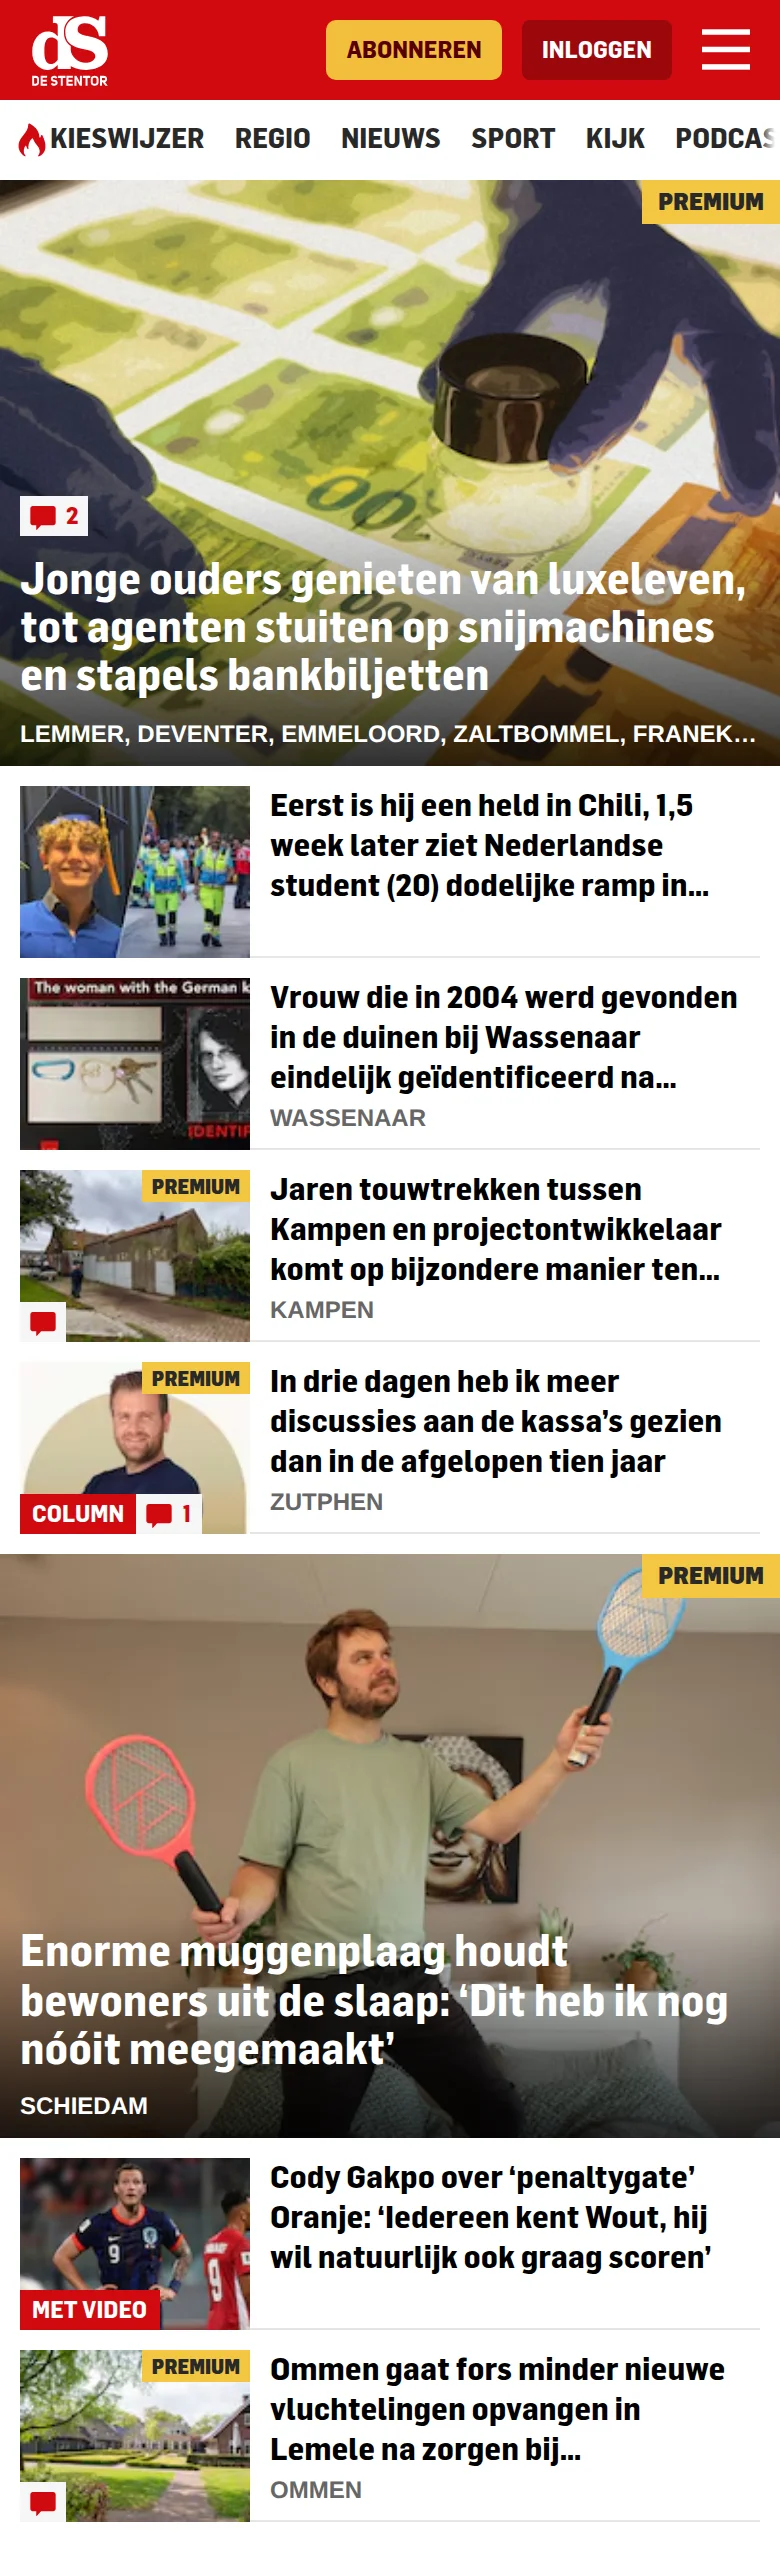 dS
DE STENTOR
ABONNEREN
INLOGGEN
KIESWIJZER REGIO NIEUWS SPORT KIJK PODCAS
PREMIUM
2
Jonge ouders genieten van luxeleven,
tot agenten stuiten op snijmachines
en stapels bankbiljetten
LEMMER, DEVENTER, EMMELOORD, ZALTBOMMEL, FRANEK…
Eerst is hij een held in Chili, 1,5
week later ziet Nederlandse
student (20) dodelijke ramp in...
The woman with the German k
IDENTIF
Vrouw die in 2004 werd gevonden
in de duinen bij Wassenaar
eindelijk geïdentificeerd na...
WASSENAAR
PREMIUM
Jaren touwtrekken tussen
Kampen en projectontwikkelaar
komt op bijzondere manier ten...
KAMPEN
PREMIUM
COLUMN
1
In drie dagen heb ik meer
discussies aan de kassa’s gezien
dan in de afgelopen tien jaar
ZUTPHEN
PREMIUM
Enorme muggenplaag houdt
bewoners uit de slaap: ‘Dit heb ik nog
nóóit meegemaakt’
SCHIEDAM
9
9
MET VIDEO
Cody Gakpo over ‘penaltygate’
Oranje: ‘Iedereen kent Wout, hij
wil natuurlijk ook graag scoren’
PREMIUM
Ommen gaat fors minder nieuwe
vluchtelingen opvangen in
Lemele na zorgen bij...
OMMEN